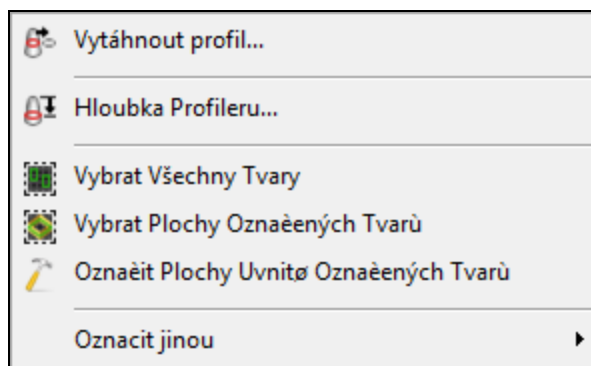 Vytáhnout profil...
Hloubka Profileru...
Vybrat Všechny Tvary
Vybrat Plochy Oznaèených Tvarù
Oznaèit Plochy Uvnitø Oznaèených Tvarù
Oznacit jinou